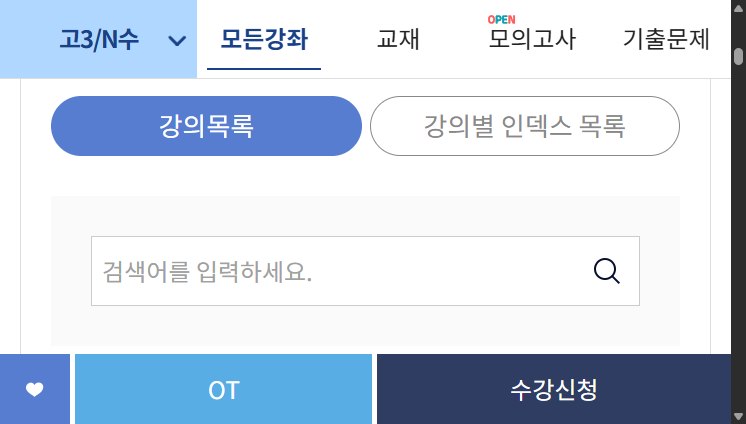 고3/N수
모든강좌
교재
OPEN
모의고사
기출문제
강의목록
강의별 인덱스 목록
검색어를 입력하세요.
OT
수강신청